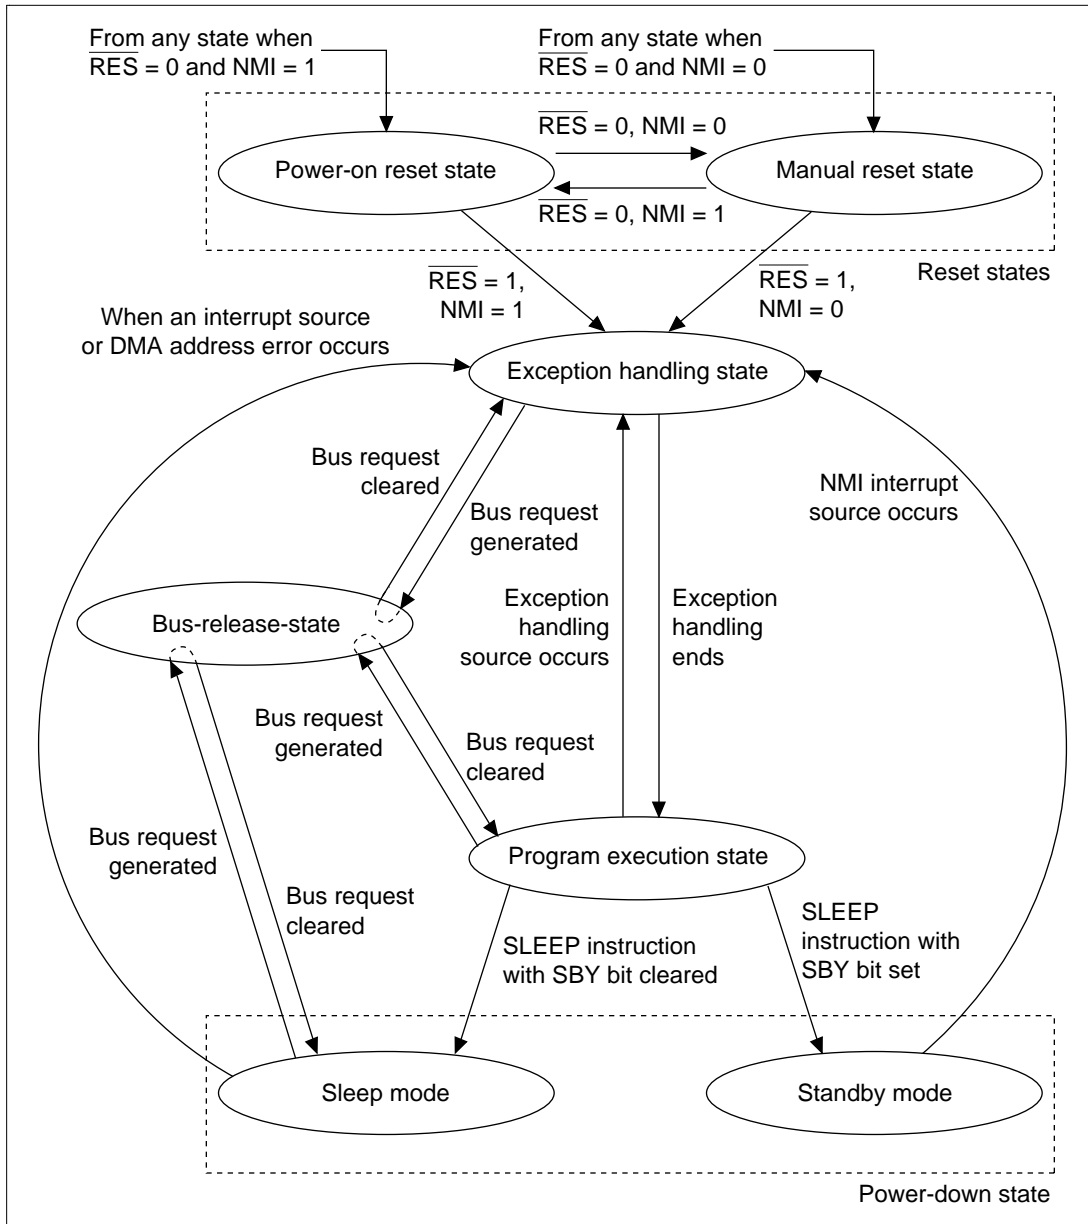 From any state when
RES = 0 and NMI = 1
From any state when
RES = 0 and NMI = 0
RES = 0, NMI = 0
Power-on reset state
Manual reset state
RES = 0, NMI = 1
Reset states
RES = 1,
NMI = 1
RES = 1,
NMI = 0
When an interrupt source
or DMA address error occurs
Exception handling state
Bus request
cleared
Bus request
generated
NMI interrupt
source occurs
Exception
handling
source occurs
Exception
handling
ends
Bus-release-state
Bus request
generated
Bus request
cleared
Bus request
generated
Bus request
cleared
Program execution state
SLEEP instruction
with SBY bit cleared
SLEEP
instruction with
SBY bit set
Sleep mode
Standby mode
Power-down state